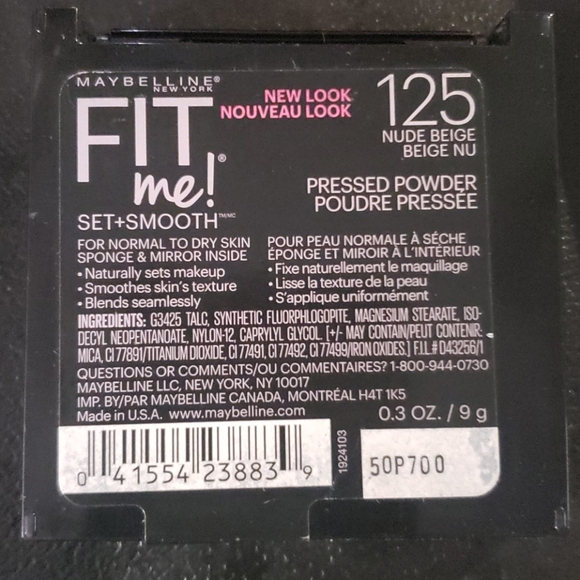 MAYBELLINE®
NEW YORK
FIT
me!®
SET+SMOOTH™/MC
NEW LOOK
NOUVEAU LOOK
125
NUDE BEIGE
BEIGE NU
PRESSED POWDER
POUDRE PRESSÉE
FOR NORMAL TO DRY SKIN
SPONGE & MIRROR INSIDE
• Naturally sets makeup
• Smoothes skin's texture
• Blends seamlessly
POUR PEAU NORMALE À SÉCHE
ÉPONGE ET MIROIR À L'INTÉRIEUR
• Fixe naturellement le maquillage
• Lisse la texture de la peau
• S'applique uniformément
INGREDIENTS: G3425 TALC, SYNTHETIC FLUORPHLOGOPITE, MAGNESIUM STEARATE, ISO-
DECYL NEOPENTANOATE, NYLON-12, CAPRYLYL GLYCOL. [+/- MAY CONTAIN/PEUT CONTENIR:
MICA, CI 77891/TITANIUM DIOXIDE, CI 77491, CI 77492, CI 77499/IRON OXIDES.] F.I.L # D43256/1
QUESTIONS OR COMMENTS/OU COMMENTAIRES? 1-800-944-0730
MAYBELLINE LLC, NEW YORK, NY 10017
IMP. BY/PAR MAYBELLINE CANADA, MONTRÉAL H4T 1K5
Made in U.S.A. www.maybelline.com
0.3 OZ. / 9 g
0 41554 23883 9
1924103
50P700